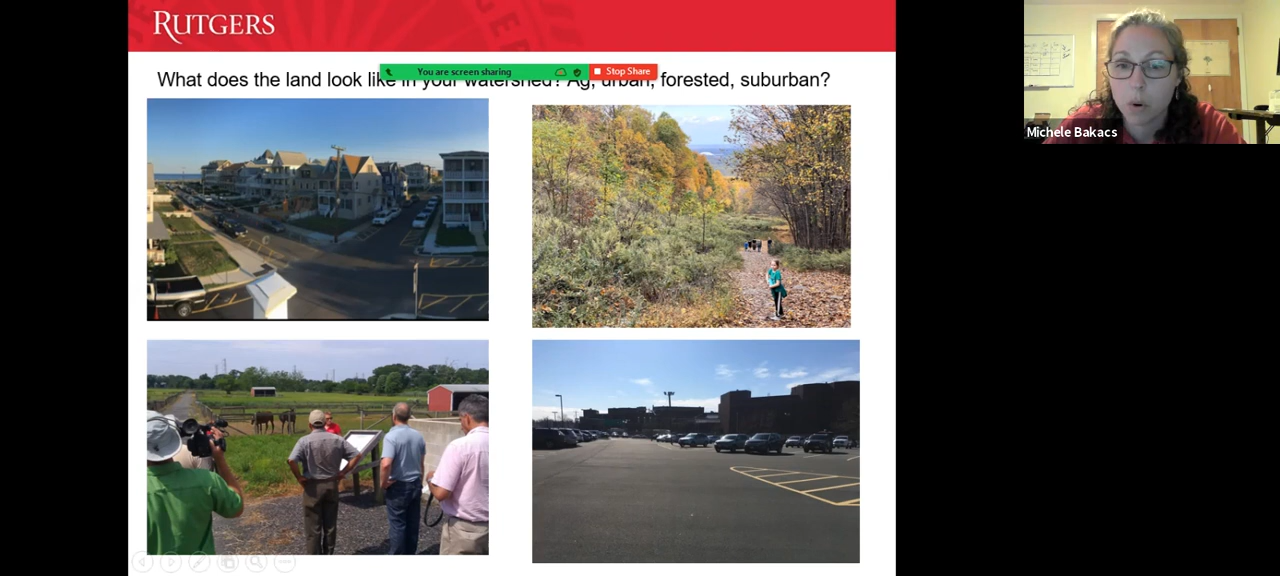 RUTGERS
You are screen sharing
Stop Share
What does the land look like in your watershed? Ag, urban, forested, suburban?
Michele Bakacs